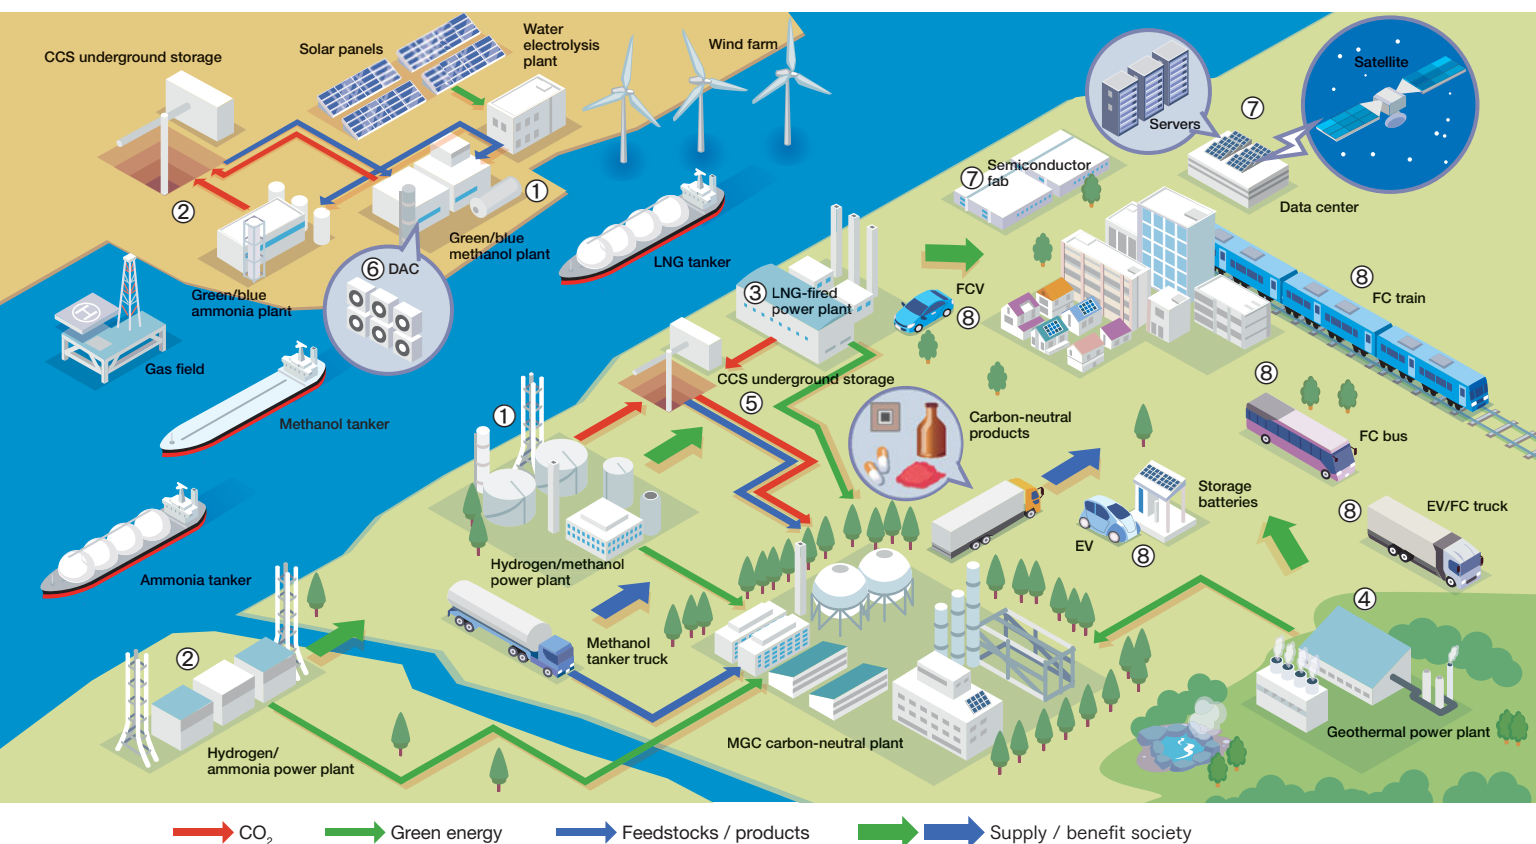 CCS underground storage
Solar panels
Water
electrolysis
plant
Wind farm
Satellite
⑦
Servers
⑦
Semiconductor
fab
Data center
②
①
Green/blue
methanol plant
⑥ DAC
LNG tanker
Green/blue
ammonia plant
Gas field
③
LNG-fired
power plant
FCV
⑧
⑧
FC train
CCS underground storage
⑤
Methanol tanker
①
Carbon-neutral
products
⑧
FC bus
Storage
batteries
EV
⑧
⑧
EV/FC truck
Ammonia tanker
Hydrogen/methanol
power plant
④
Methanol
tanker truck
②
Hydrogen/
ammonia power plant
MGC carbon-neutral plant
Geothermal power plant
CO₂
Green energy
Feedstocks / products
Supply / benefit society
H